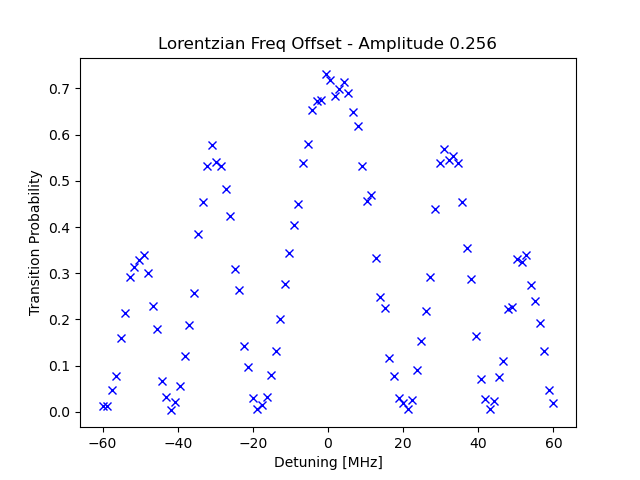 Lorentzian Freq Offset - Amplitude 0.256
Transition Probability
0.7
0.6
0.5
0.4
0.3
0.2
0.1
0.0
−60 −40 −20 0 20 40 60
Detuning [MHz]